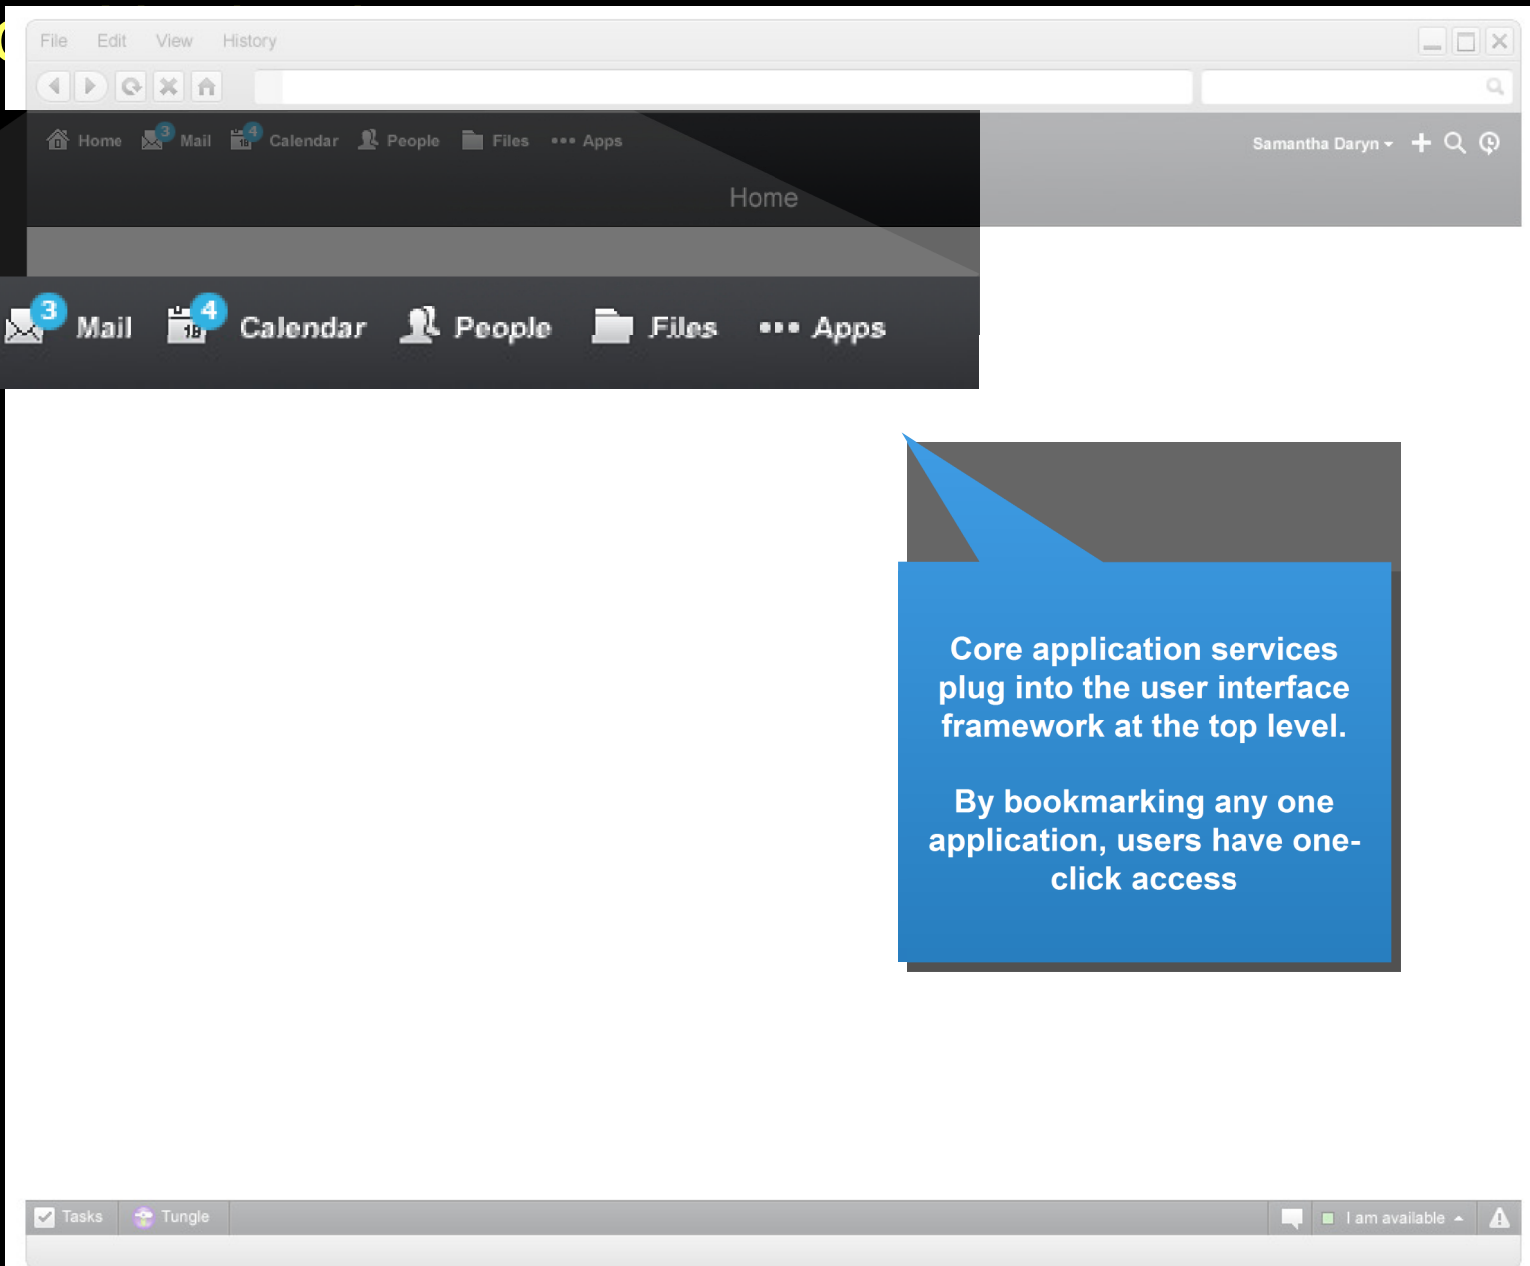 File Edit View History
Home 3 Mail 4 Calendar People Files ••• Apps
Samantha Daryn
Home
3 Mail 4 18 Calendar People Files ••• Apps
Core application services
plug into the user interface
framework at the top level.
By bookmarking any one
application, users have one-
click access
Tasks Tungle
I am available